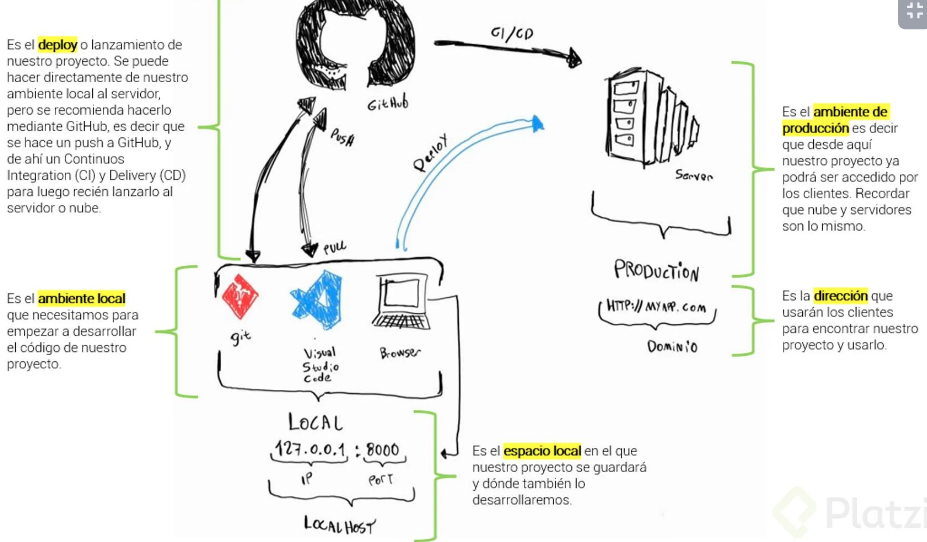 Es el deploy o lanzamiento de
nuestro proyecto. Se puede
hacer directamente de nuestro
ambiente local al servidor,
pero se recomienda hacerlo
mediante GitHub, es decir que
se hace un push a GitHub, y
de ahí un Continuos
Integration (CI) y Delivery (CD)
para luego recién lanzarlo al
servidor o nube.
GitHub
CI/CD
PUSH
PULL
Deploy
Server
PRODUCTION
HTTP://MYAPP.COM
DOMINIO
Es el ambiente de
producción es decir
que desde aquí
nuestro proyecto ya
podrá ser accedido por
los clientes. Recordar
que nube y servidores
son lo mismo.
Es la dirección que
usarán los clientes
para encontrar nuestro
proyecto y usarlo.
Es el ambiente local
que necesitamos para
empezar a desarrollar
el código de nuestro
proyecto.
git
Visual
Studio
Code
Browser
LOCAL
127.0.0.1 : 8000
IP
PORT
LOCALHOST
Es el espacio local en el que
nuestro proyecto se guardará
y dónde también lo
desarrollaremos.
Platzi